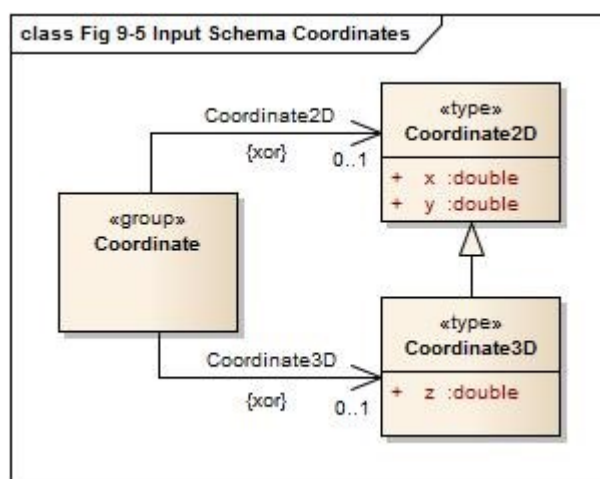 class Fig 9-5 Input Schema Coordinates
Coordinate2D
{xor}
0..1
«type»
Coordinate2D
+ x :double
+ y :double
«group»
Coordinate
Coordinate3D
{xor}
0..1
«type»
Coordinate3D
+ z :double